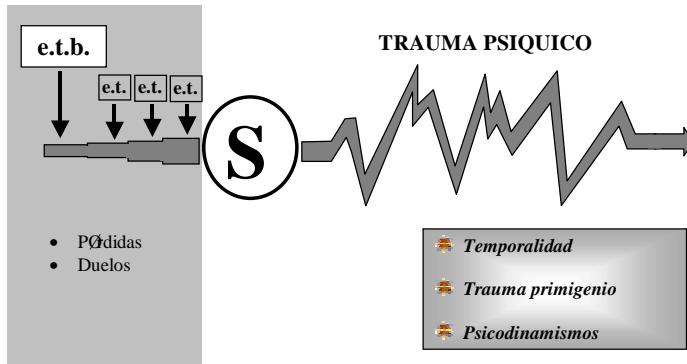 e.t.b.
TRAUMA PSIQUICO
e.t. e.t. e.t.
S
• PØrdidas
• Duelos
Temporalidad
Trauma primigenio
Psicodinamismos